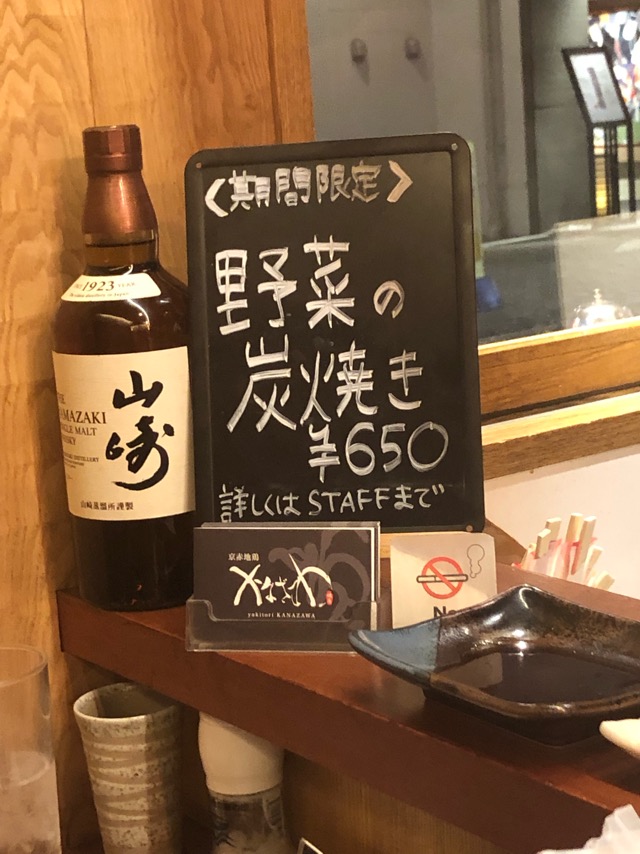 〈期間限定〉
野菜の
炭焼き
¥650
詳しくはSTAFFまで
1923
YAMAZAKI
SINGLE MALT
WHISKY
山崎
山崎蒸溜所謹製
京赤地鶏
かなざわ
yakitori KANAZAWA
No